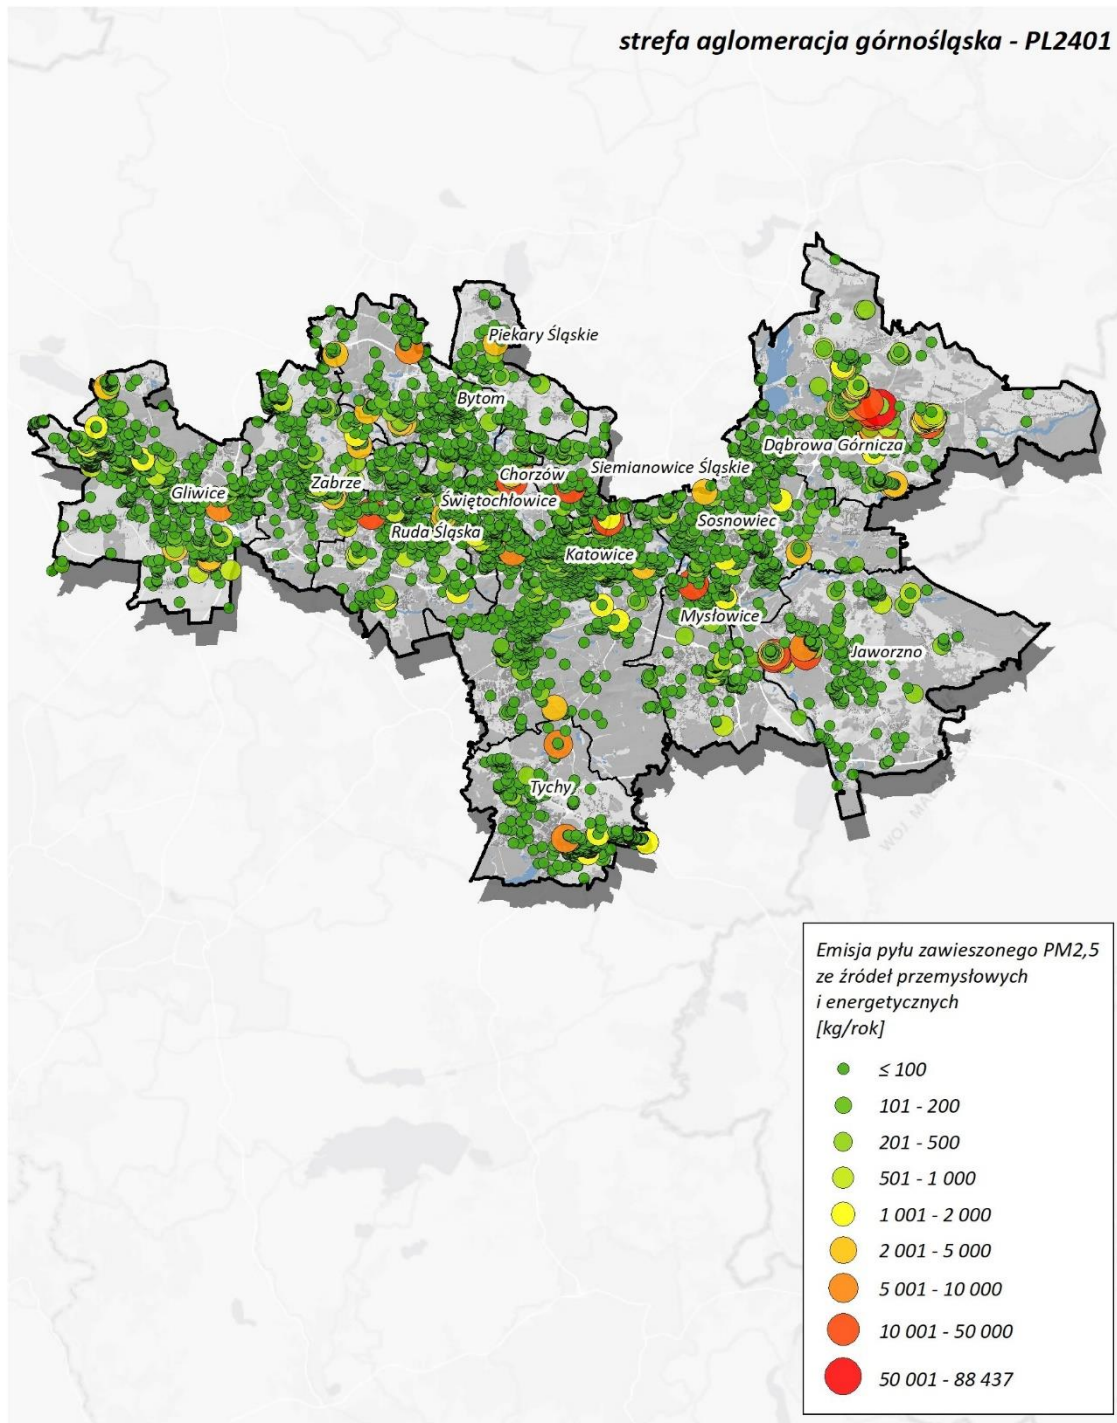 strefa aglomeracja górnośląska - PL2401
Piekary Śląskie
Bytom
Dąbrowa Górnicza
Siemianowice Śląskie
Chorzów
Zabrze
Gliwice
Świętochłowice
Ruda Śląska
Sosnowiec
Katowice
Mysłowice
Jaworzno
Tychy
Emisja pyłu zawieszonego PM2,5
ze źródeł przemysłowych
i energetycznych
[kg/rok]
≤ 100
101 - 200
201 - 500
501 - 1 000
1 001 - 2 000
2 001 - 5 000
5 001 - 10 000
10 001 - 50 000
50 001 - 88 437